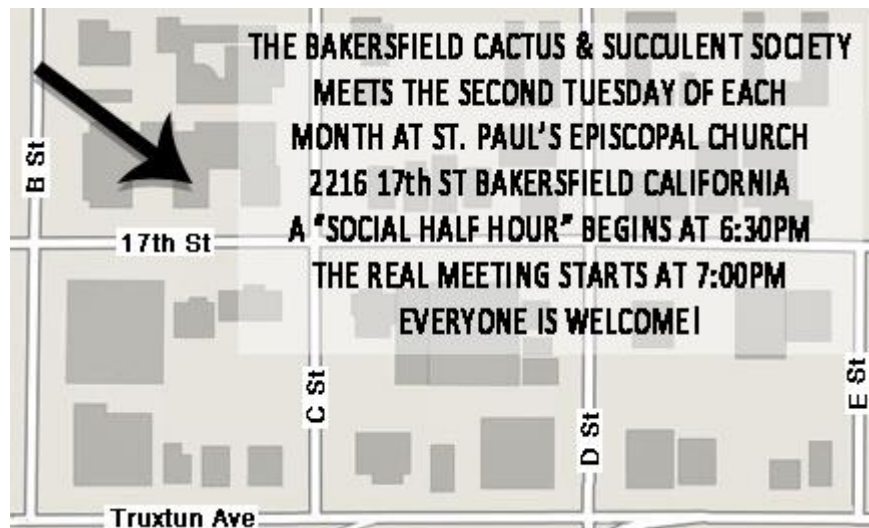 THE BAKERSFIELD CACTUS & SUCCULENT SOCIETY
MEETS THE SECOND TUESDAY OF EACH
MONTH AT ST. PAUL'S EPISCOPAL CHURCH
2216 17th ST BAKERSFIELD CALIFORNIA
A "SOCIAL HALF HOUR" BEGINS AT 6:30PM
THE REAL MEETING STARTS AT 7:00PM
EVERYONE IS WELCOME!
B St
17th St
C St
D St
E St
Truxtun Ave